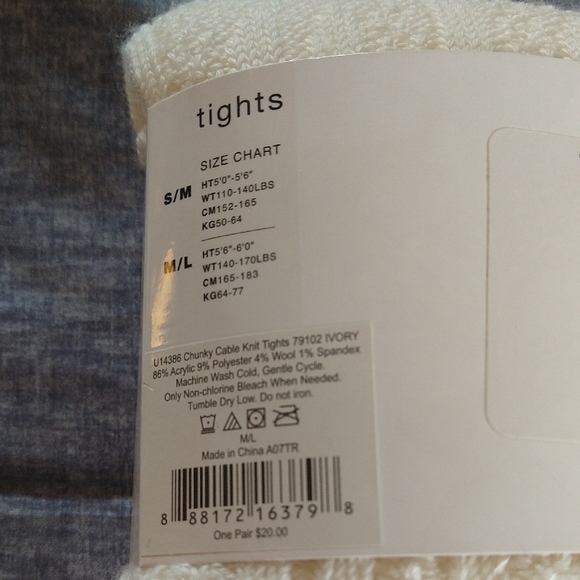 tights
SIZE CHART
S/M
HT5'0"-5'6"
WT110-140LBS
CM152-165
KG50-64
M/L
HT5'6"-6'0"
WT140-170LBS
CM165-183
KG64-77
U14386 Chunky Cable Knit Tights 79102 IVORY
86% Acrylic 9% Polyester 4% Wool 1% Spandex
Machine Wash Cold, Gentle Cycle.
Only Non-chlorine Bleach When Needed.
Tumble Dry Low. Do not iron.
M/L
Made in China A07TR
8 88172 16379 8
One Pair $20.00